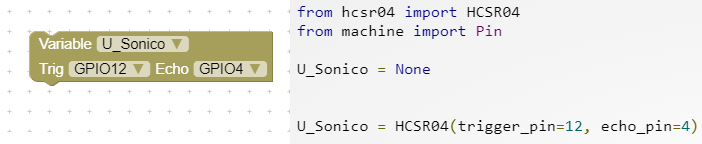 Variable U_Sonico
Trig GPIO12 Echo GPIO4
from hcsr04 import HCSR04
from machine import Pin
U_Sonico = None
U_Sonico = HCSR04(trigger_pin=12, echo_pin=4)